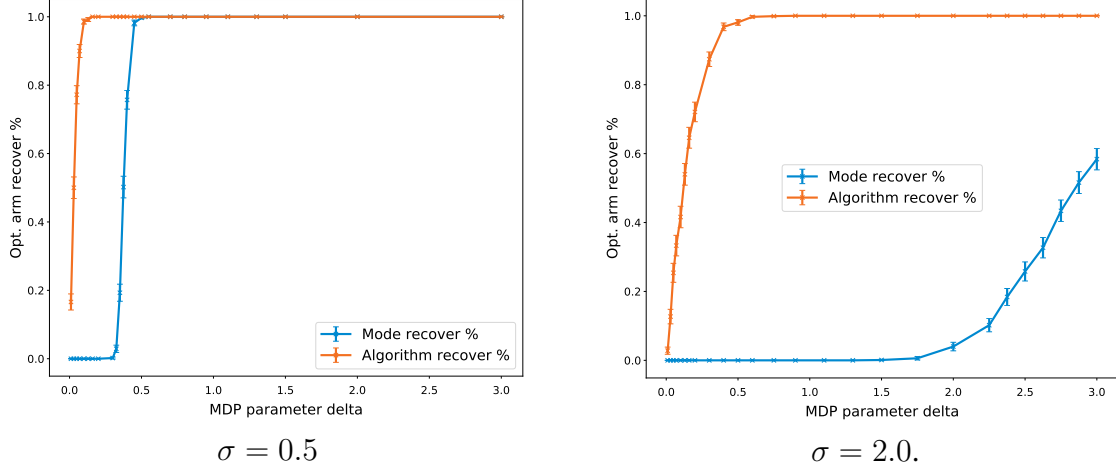 1.0
0.8
0.6
0.4
0.2
0.0
Opt. arm recover %
Mode recover %
Algorithm recover %
0.0 0.5 1.0 1.5 2.0 2.5 3.0
MDP parameter delta
σ = 0.5
1.0
0.8
0.6
0.4
0.2
0.0
Opt. arm recover %
Mode recover %
Algorithm recover %
0.0 0.5 1.0 1.5 2.0 2.5 3.0
MDP parameter delta
σ = 2.0.